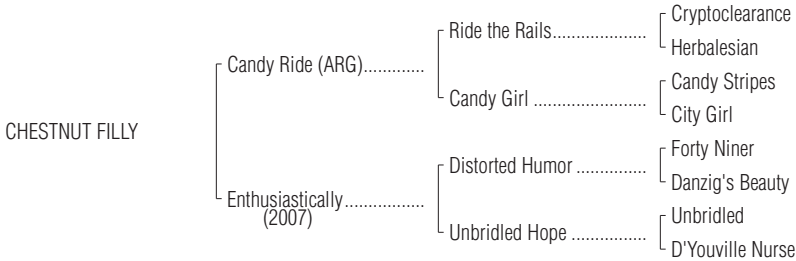 Cryptoclearance
Ride the Rails....................
Herbalesian
Candy Ride (ARG).............
Candy Stripes
Candy Girl ........................
City Girl
CHESTNUT FILLY
Forty Niner
Distorted Humor ...............
Danzig's Beauty
Enthusiastically.................
(2007)
Unbridled
Unbridled Hope ................
D'Youville Nurse